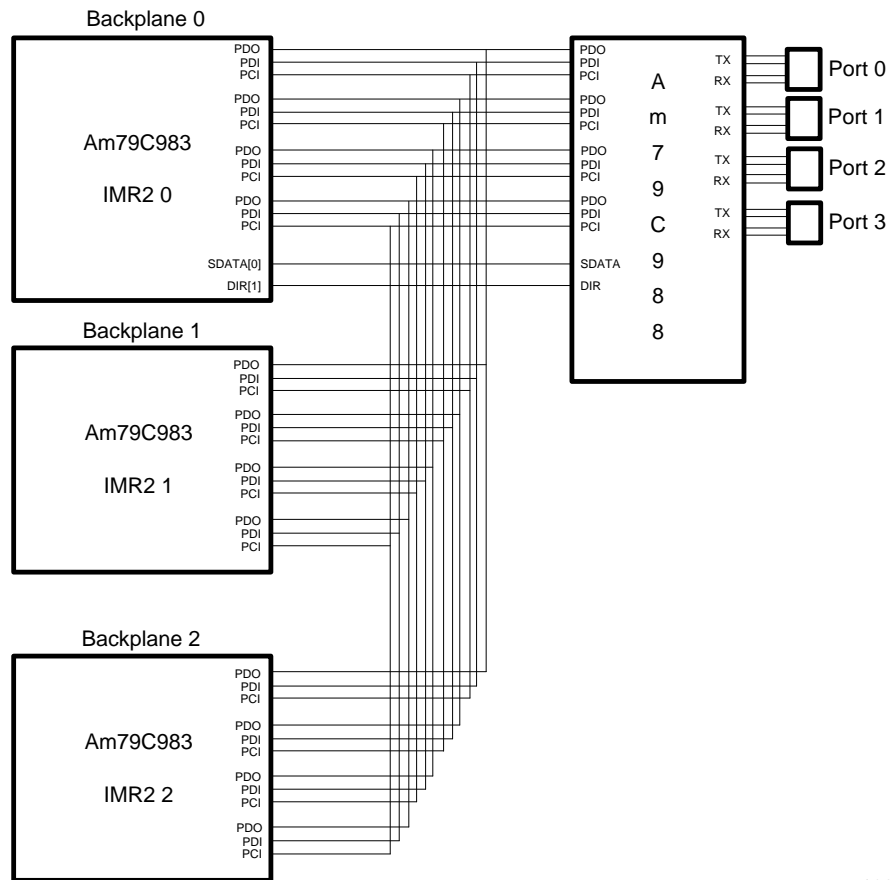 Backplane 0
PDO
PDI
PCI
PDO
PDI
PCI
PDO
PDI
PCI
PDO
PDI
PCI
SDATA[0]
DIR[1]
Am79C983
IMR2 0
PDO
PDI
PCI
PDO
PDI
PCI
PDO
PDI
PCI
PDO
PDI
PCI
SDATA
DIR
A
m
7
9
C
9
8
8
TX
RX
TX
RX
TX
RX
TX
RX
Port 0
Port 1
Port 2
Port 3
Backplane 1
PDO
PDI
PCI
PDO
PDI
PCI
PDO
PDI
PCI
PDO
PDI
PCI
Am79C983
IMR2 1
Backplane 2
PDO
PDI
PCI
PDO
PDI
PCI
PDO
PDI
PCI
PDO
PDI
PCI
Am79C983
IMR2 2